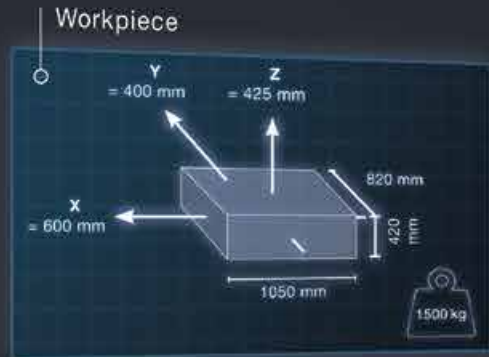 Workpiece
Y
= 400 mm
Z
= 425 mm
X
= 600 mm
820 mm
420 mm
1050 mm
1500 kg